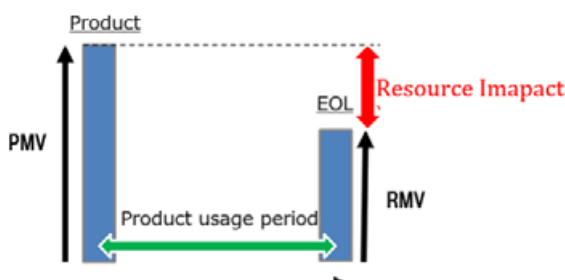 Product
Resource Imapact
EOL
PMV
RMV
Product usage period